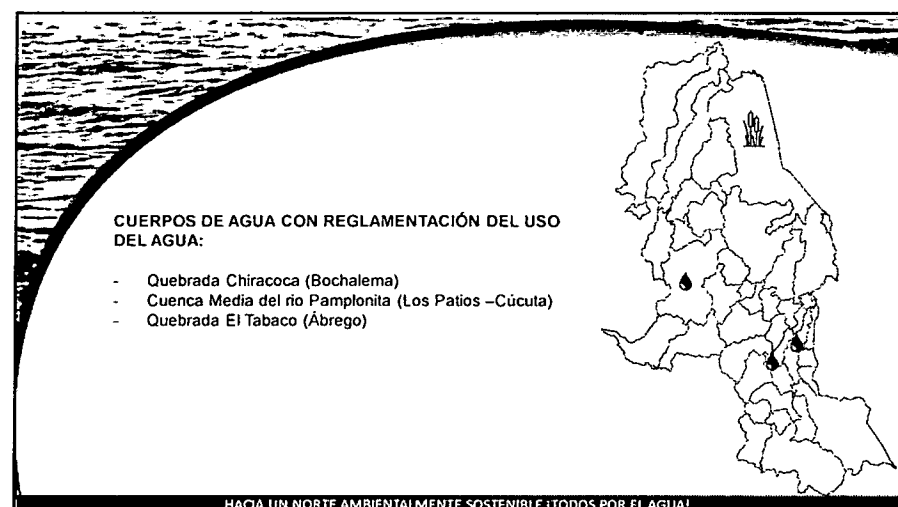 CUERPOS DE AGUA CON REGLAMENTACIÓN DEL USO
DEL AGUA:
- Quebrada Chiracoca (Bochalema)
- Cuenca Media del rio Pamplonita (Los Patios –Cúcuta)
- Quebrada El Tabaco (Ábrego)
HACIA UN NORTE AMBIENTALMENTE SOSTENIBLE ¡TODOS POR EL AGUA!